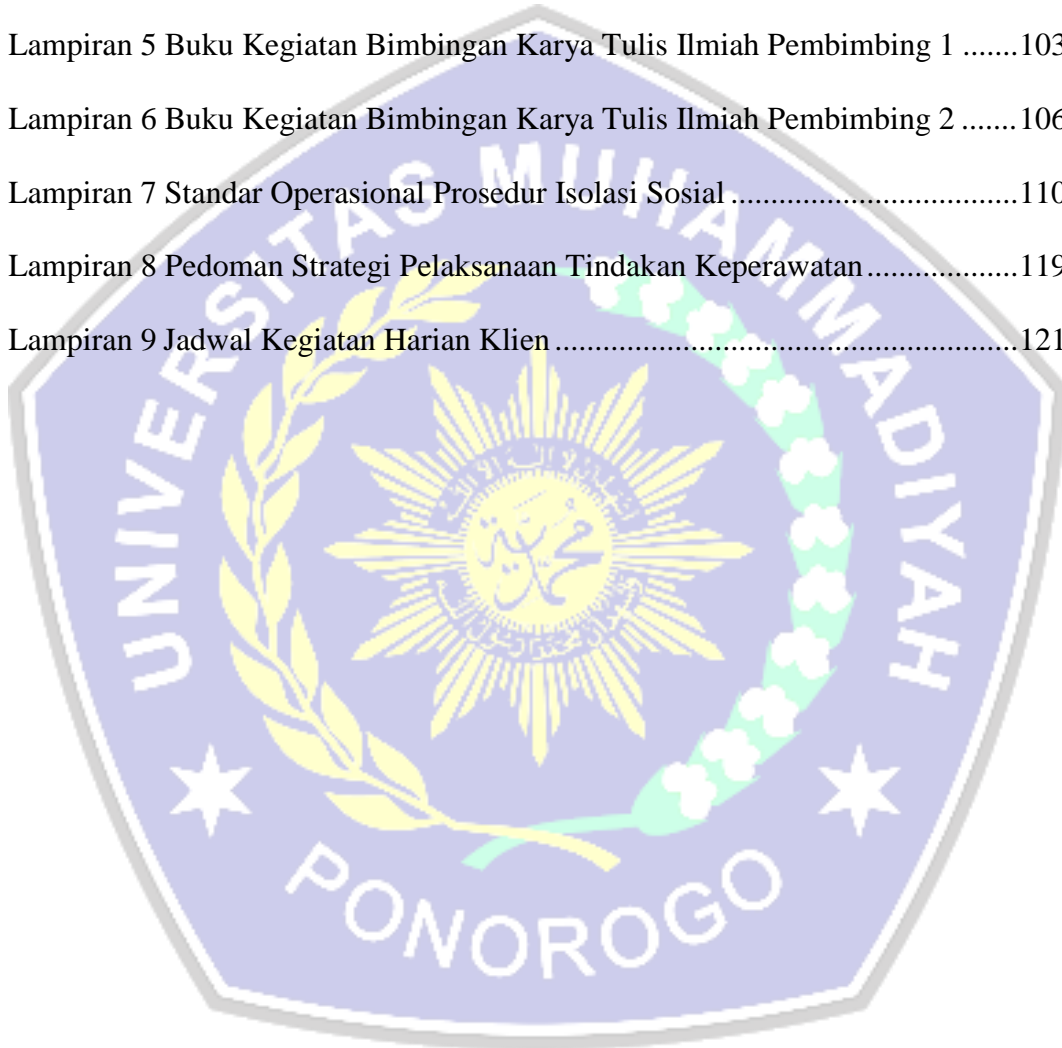 Lampiran 5 Buku Kegiatan Bimbingan Karya Tulis Ilmiah Pembimbing 1 .......103
Lampiran 6 Buku Kegiatan Bimbingan Karya Tulis Ilmiah Pembimbing 2 .......106
Lampiran 7 Standar Operasional Prosedur Isolasi Sosial ..................................110
Lampiran 8 Pedoman Strategi Pelaksanaan Tindakan Keperawatan ..................119
Lampiran 9 Jadwal Kegiatan Harian Klien .......................................................121
UNIVERSITAS MUHAMMADIYAH
PONOROGO